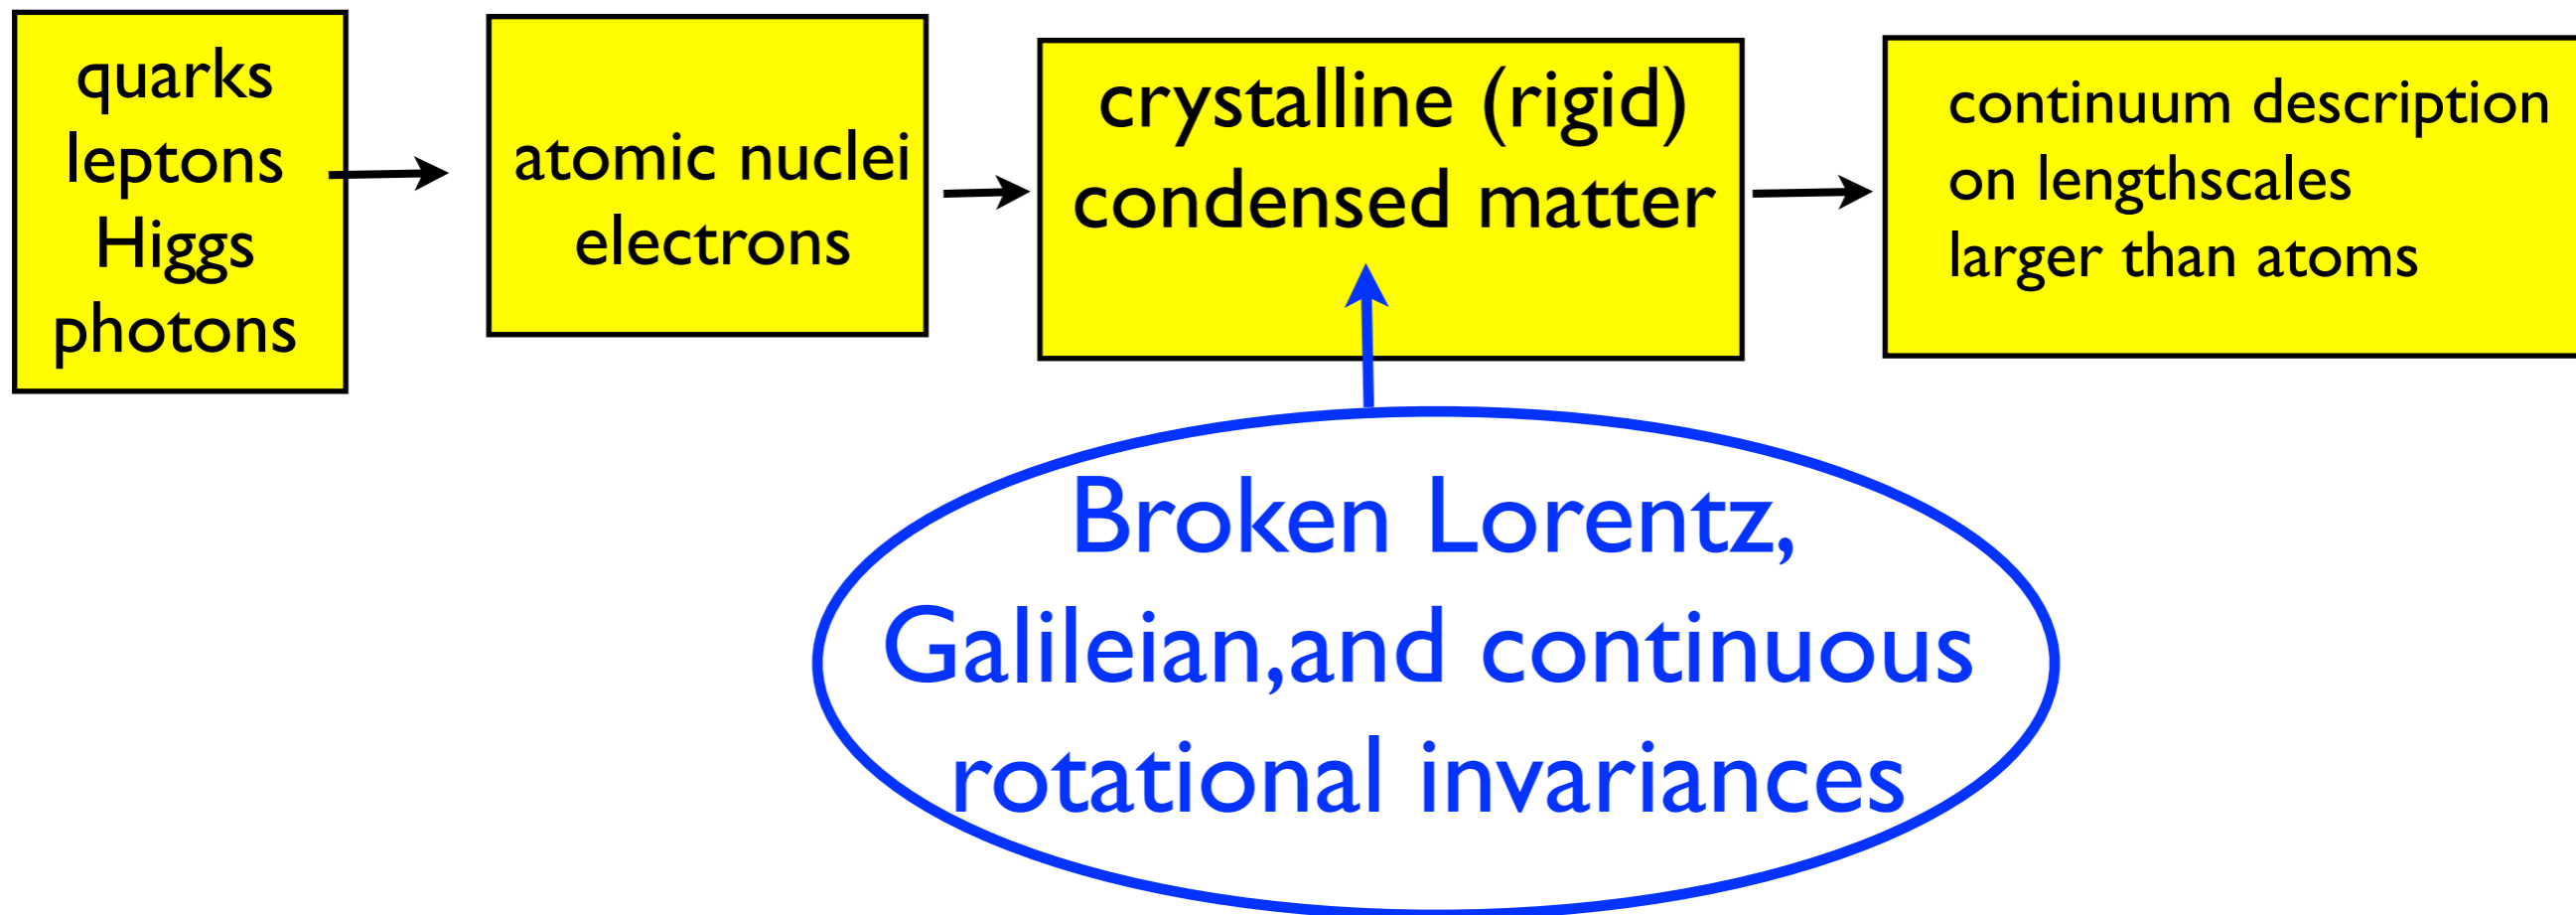 quarks
leptons
Higgs
photons
atomic nuclei
electrons
crystalline (rigid)
condensed matter
continuum description
on lengthscales
larger than atoms
Broken Lorentz,
Galileian,and continuous
rotational invariances